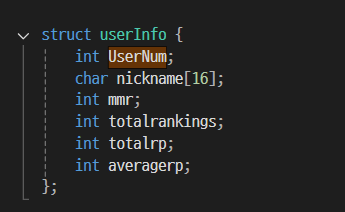 struct userInfo {
int UserNum;
char nickname[16];
int mmr;
int totalrankings;
int totalrp;
int averagerp;
};